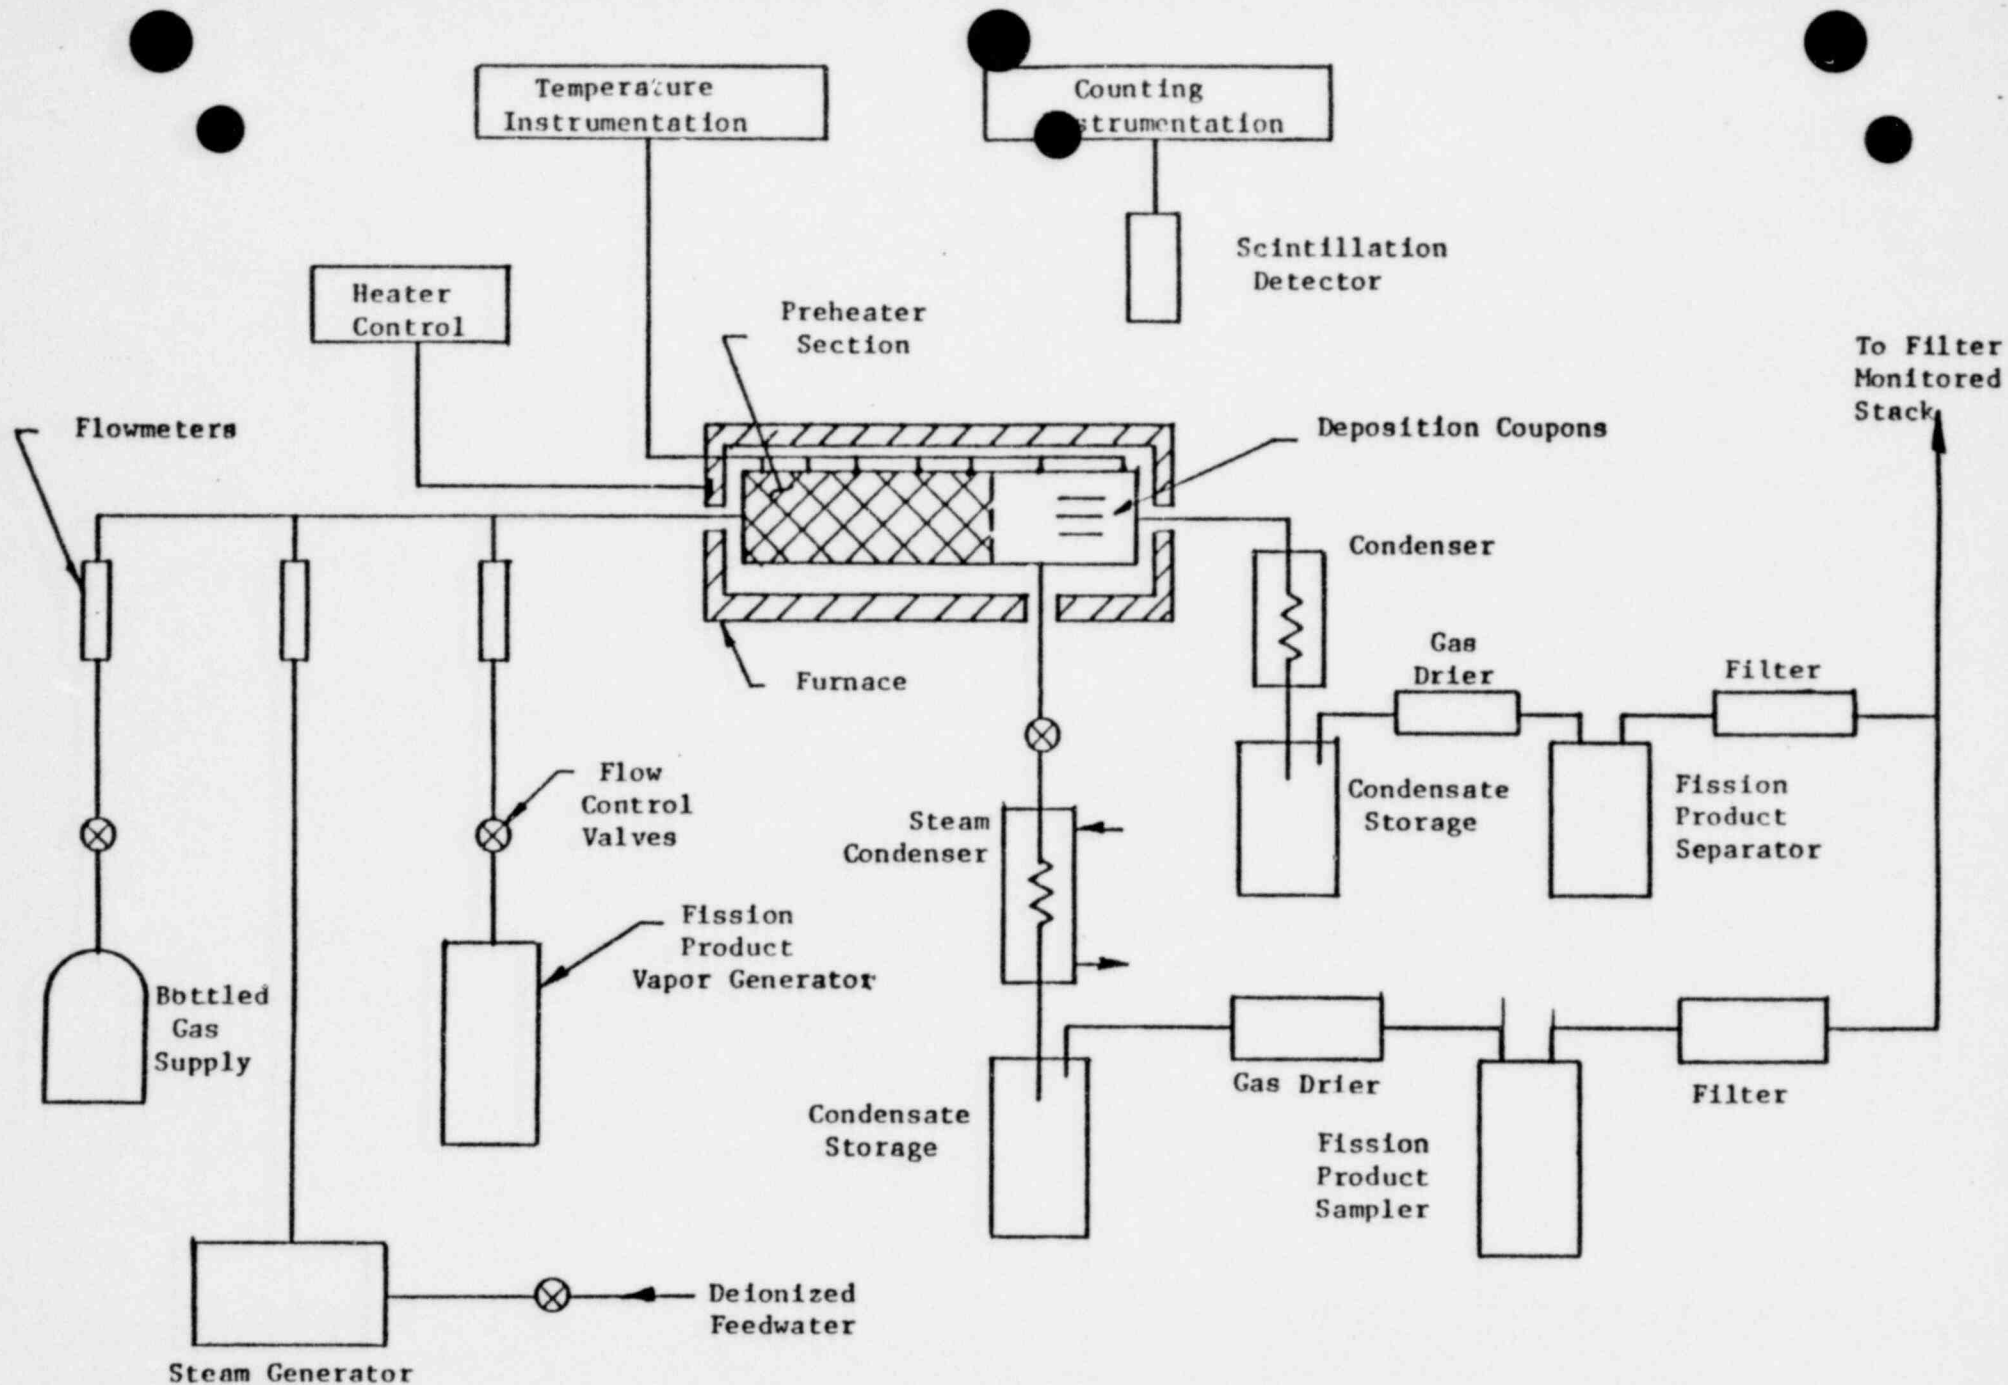 Temperature
Instrumentation
Counting
strumentation
Scintillation
Detector
Heater
Control
Preheater
Section
To Filter
Monitored
Stack
Flowmeters
Deposition Coupons
Condenser
Gas
Drier
Filter
Furnace
Flow
Control
Valves
Condensate
Storage
Fission
Product
Separator
Steam
Condenser
Fission
Product
Vapor Generator
Bottled
Gas
Supply
Gas Drier
Filter
Condensate
Storage
Fission
Product
Sampler
Deionized
Feedwater
Steam Generator